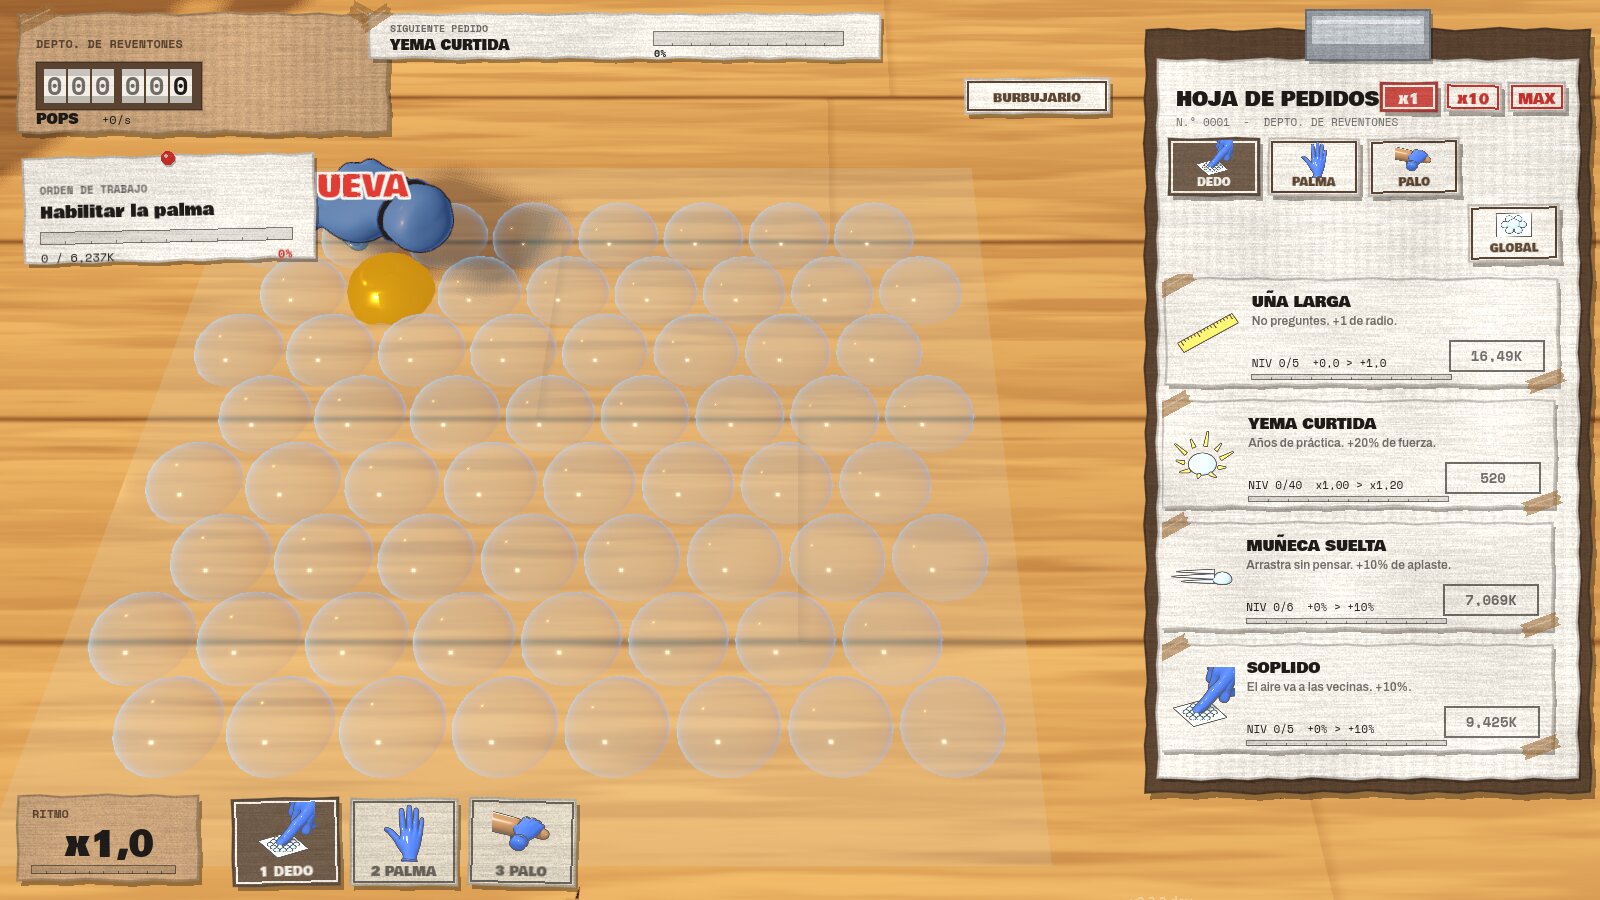 DEPTO. DE REVENTONES
000 000
POPS +0/s
SIGUIENTE PEDIDO
YEMA CURTIDA
0%
BURBUJARIO
ORDEN DE TRABAJO
Habilitar la palma
0 / 6,237K 0%
UEVA
HOJA DE PEDIDOS x1 x10 MAX
N.° 0001 - DEPTO. DE REVENTONES
DEDO PALMA PALO
GLOBAL
UÑA LARGA
No preguntes. +1 de radio.
NIV 0/5 +0,0 > +1,0
16,49K
YEMA CURTIDA
Años de práctica. +20% de fuerza.
NIV 0/40 x1,00 > x1,20
520
MUÑECA SUELTA
Arrastra sin pensar. +10% de aplaste.
NIV 0/6 +0% > +10%
7,069K
SOPLIDO
El aire va a las vecinas. +10%.
NIV 0/5 +0% > +10%
9,425K
RITMO
x1,0
1 DEDO 2 PALMA 3 PALO